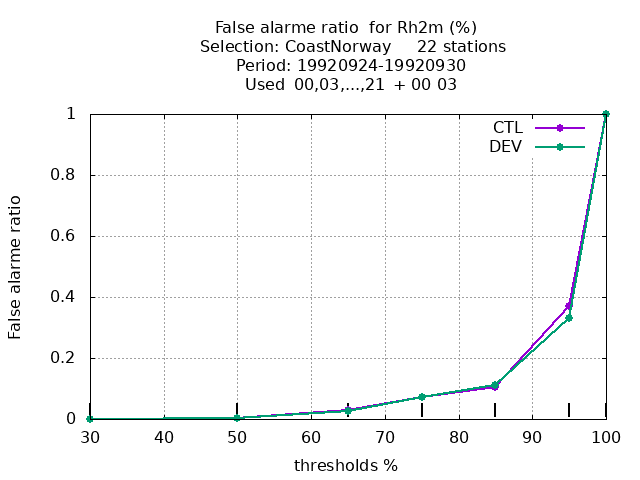 False alarme ratio  for Rh2m (%)
Selection: CoastNorway     22 stations
Period: 19920924-19920930
Used  00,03,...,21  + 00 03
CTL
DEV
False alarme ratio
1
0.8
0.6
0.4
0.2
0
30 40 50 60 70 80 90 100
thresholds %